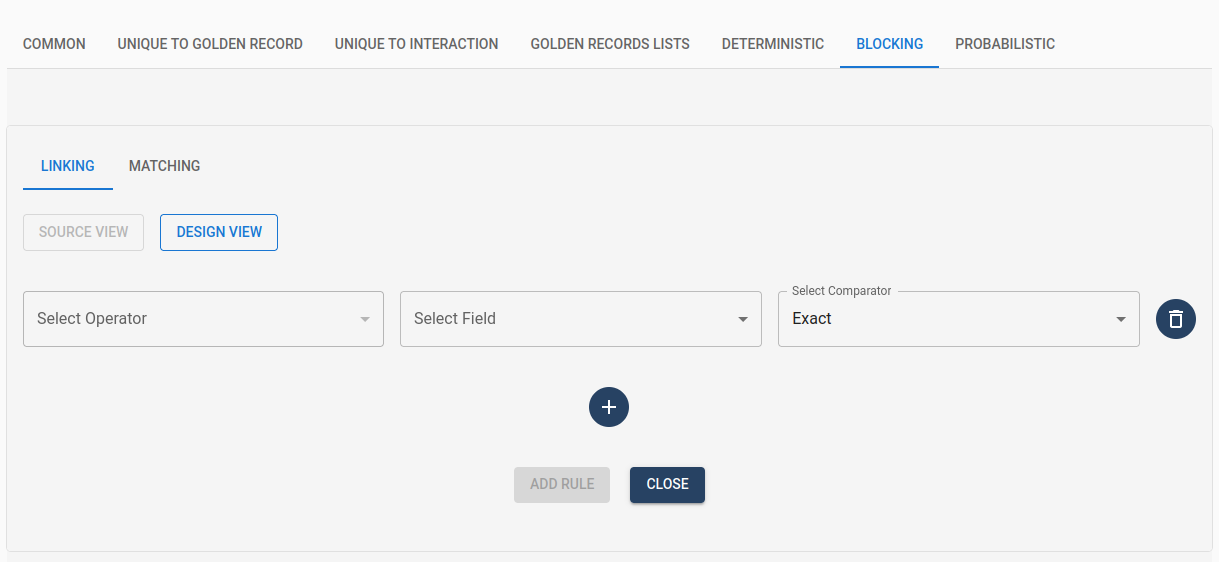 COMMON UNIQUE TO GOLDEN RECORD UNIQUE TO INTERACTION GOLDEN RECORDS LISTS DETERMINISTIC BLOCKING PROBABILISTIC
LINKING MATCHING
SOURCE VIEW DESIGN VIEW
Select Comparator
Select Operator Select Field Exact
ADD RULE CLOSE